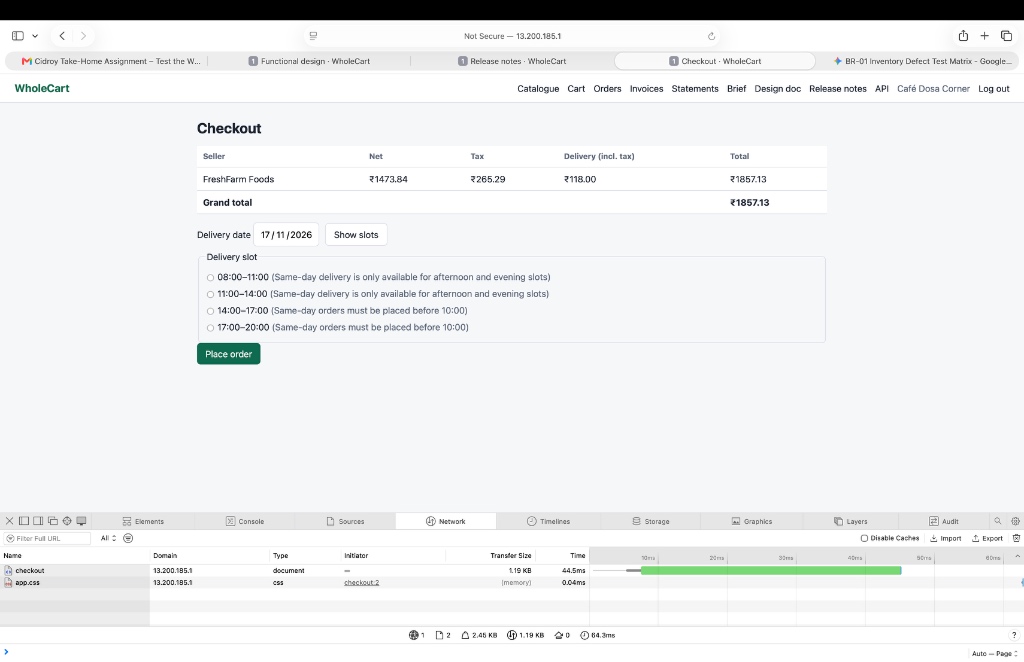 Not Secure — 13.200.185.1
Cidroy Take-Home Assignment – Test the W...
1 Functional design · WholeCart
1 Release notes · WholeCart
1 Checkout · WholeCart
BR-01 Inventory Defect Test Matrix - Google...
WholeCart
Catalogue Cart Orders Invoices Statements Brief Design doc Release notes API Café Dosa Corner Log out
Checkout
Seller Net Tax Delivery (incl. tax) Total
FreshFarm Foods ₹1473.84 ₹265.29 ₹118.00 ₹1857.13
Grand total ₹1857.13
Delivery date 17/11/2026 Show slots
Delivery slot
08:00–11:00 (Same-day delivery is only available for afternoon and evening slots)
11:00–14:00 (Same-day delivery is only available for afternoon and evening slots)
14:00–17:00 (Same-day orders must be placed before 10:00)
17:00–20:00 (Same-day orders must be placed before 10:00)
Place order
Elements Console Sources Network Timelines Storage Graphics Layers Audit
Filter Full URL All Disable Caches Import Export
Name Domain Type Initiator Transfer Size Time 10ms 20ms 30ms 40ms 50ms 60ms
checkout 13.200.185.1 document — 1.19 KB 44.5ms
app.css 13.200.185.1 css checkout:2 (memory) 0.04ms
1 2 2.45 KB 1.19 KB 0 64.3ms ?
Auto — Page